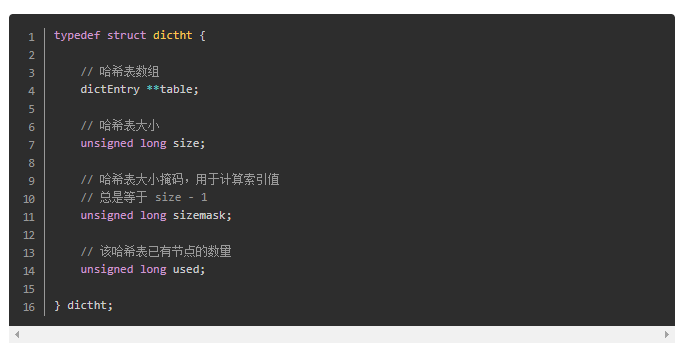 1 typedef struct dictht {
2
3 // 哈希表数组
4 dictEntry **table;
5
6 // 哈希表大小
7 unsigned long size;
8
9 // 哈希表大小掩码，用于计算索引值
10 // 总是等于 size - 1
11 unsigned long sizemask;
12
13 // 该哈希表已有节点的数量
14 unsigned long used;
15
16 } dictht;